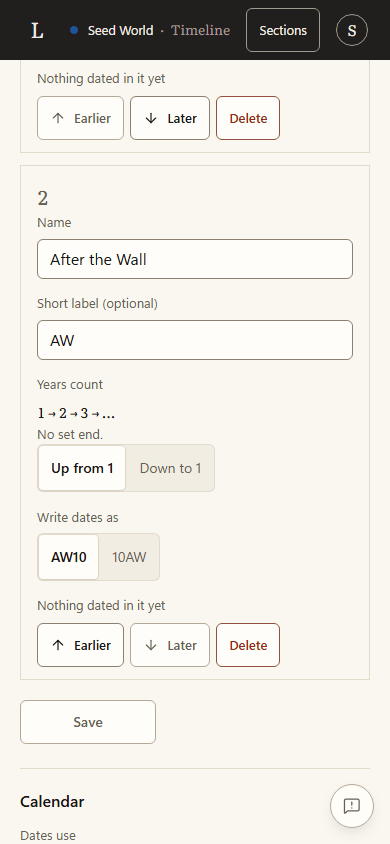 L Seed World · Timeline Sections S
Nothing dated in it yet
↑ Earlier ↓ Later Delete
2
Name
After the Wall
Short label (optional)
AW
Years count
1→2→3→...
No set end.
Up from 1 Down to 1
Write dates as
AW10 10AW
Nothing dated in it yet
↑ Earlier ↓ Later Delete
Save
Calendar
Dates use